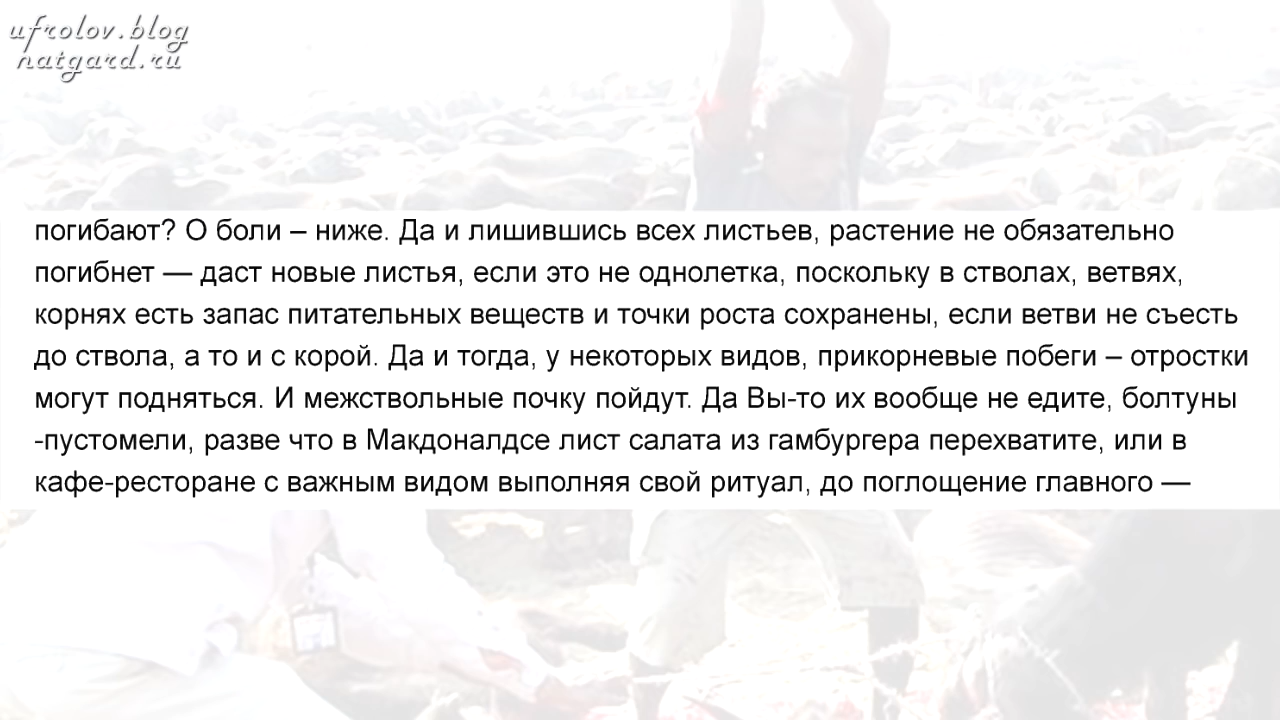 ufrolov.blog
natgard.ru
погибают? О боли – ниже. Да и лишившись всех листьев, растение не обязательно
погибнет — даст новые листья, если это не однолетка, поскольку в стволах, ветвях,
корнях есть запас питательных веществ и точки роста сохранены, если ветви не съесть
до ствола, а то и с корой. Да и тогда, у некоторых видов, прикорневые побеги – отростки
могут подняться. И межствольные почку пойдут. Да Вы-то их вообще не едите, болтуны
-пустомели, разве что в Макдоналдсе лист салата из гамбургера перехватите, или в
кафе-ресторане с важным видом выполняя свой ритуал, до поглощение главного —